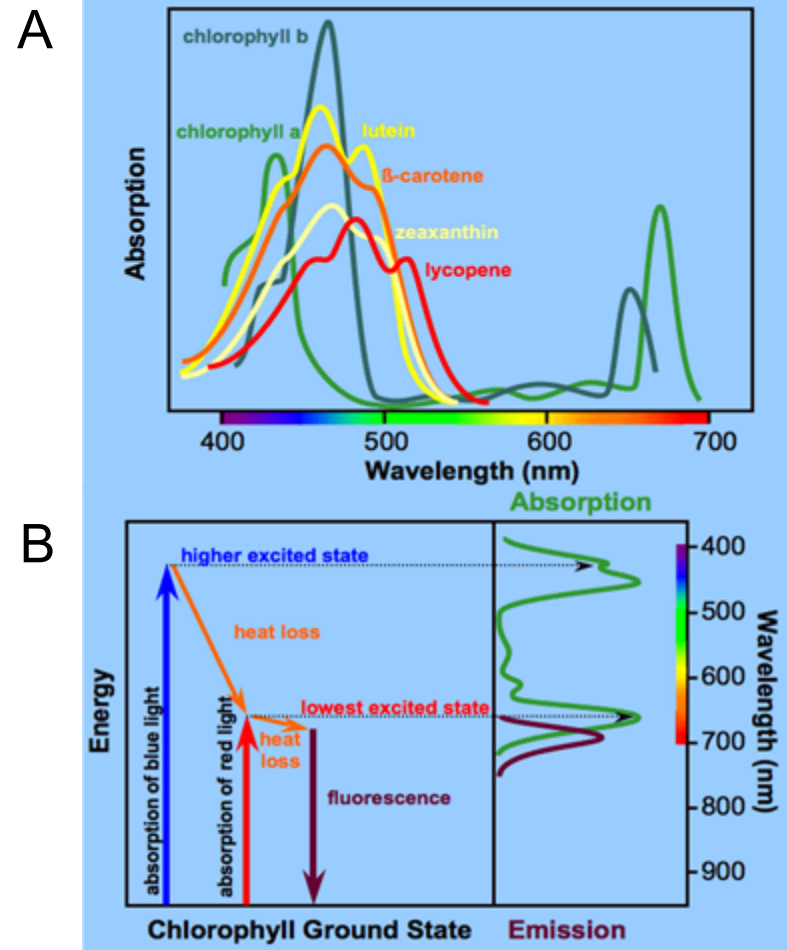 A
chlorophyll b
chlorophyll a
lutein
ß-carotene
zeaxanthin
lycopene
Absorption
400 500 600 700
Wavelength (nm)
B
Absorption
higher excited state
heat loss
lowest excited state
heat
loss
fluorescence
absorption of blue light
absorption of red light
Energy
400
500
600
700
800
900
Wavelength (nm)
Chlorophyll Ground State
Emission